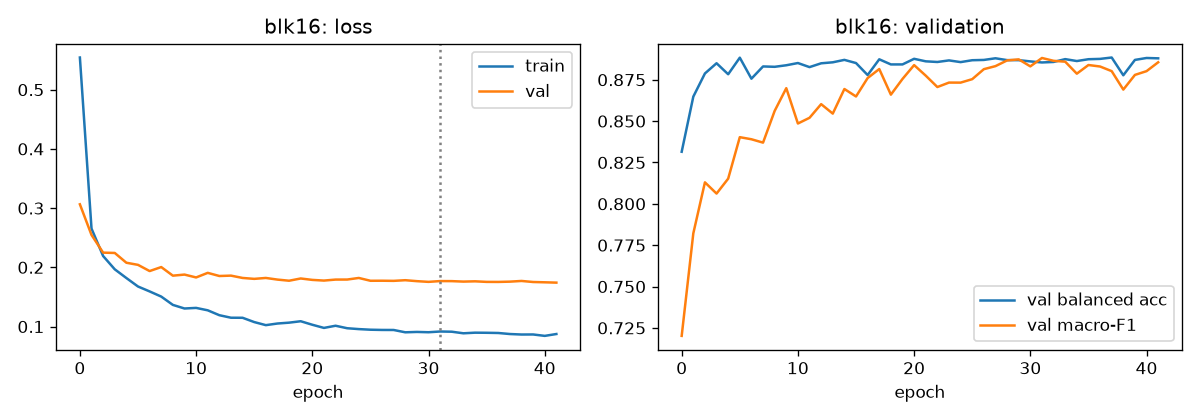 blk16: loss
0.5
0.4
0.3
0.2
0.1
0 10 20 30 40
epoch
train
val
blk16: validation
0.875
0.850
0.825
0.800
0.775
0.750
0.725
0 10 20 30 40
epoch
val balanced acc
val macro-F1